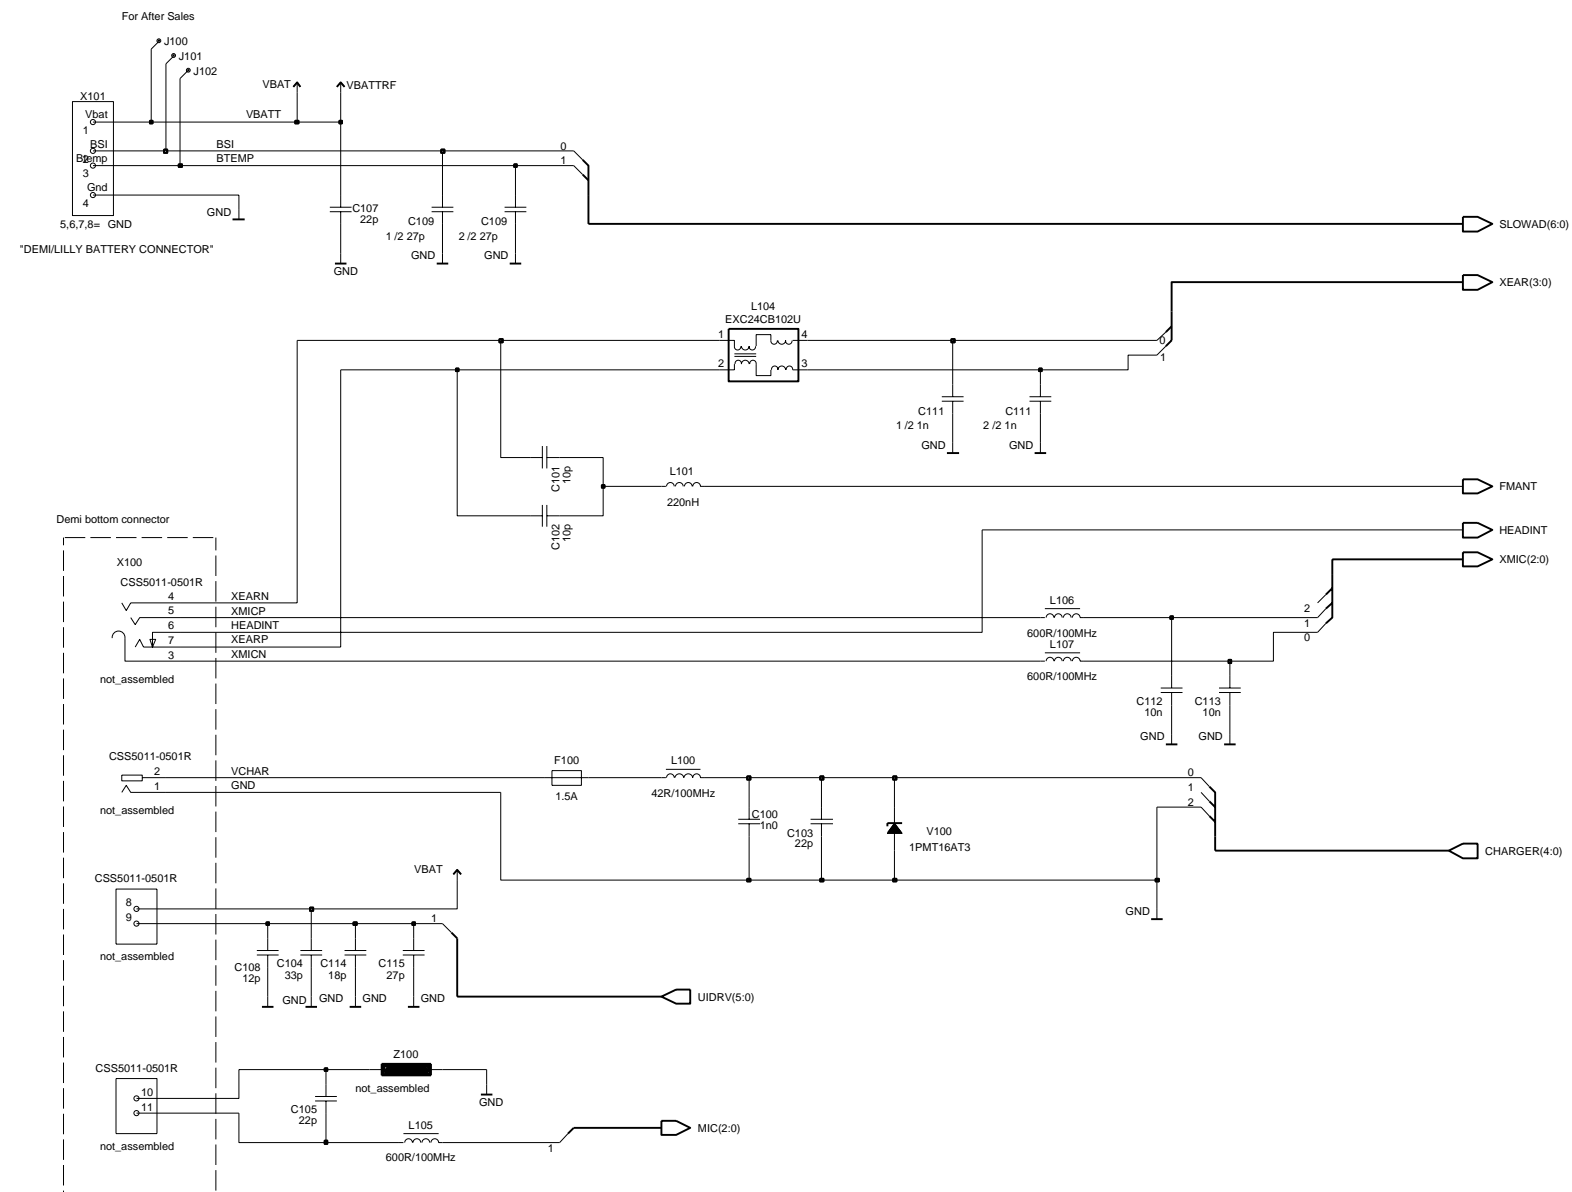 For After Sales
J100
J101
J102
VBAT
VBATTRF
X101
Vbat
1
VBATT
BSI
2
BSI
0
Btemp
3
BTEMP
1
Gnd
4
GND
5,6,7,8= GND
"DEMI/LILLY BATTERY CONNECTOR"
C107
22p
GND
C109
1 /2 27p
GND
C109
2 /2 27p
GND
SLOWAD(6:0)
XEAR(3:0)
L104
EXC24CB102U
1
4
2
3
0
1
C111
1 /2 1n
GND
C111
2 /2 1n
GND
C101
10p
C102
10p
L101
220nH
FMANT
HEADINT
XMIC(2:0)
Demi bottom connector
X100
CSS5011-0501R
4
XEARN
5
XMICP
6
HEADINT
7
XEARP
3
XMICN
not_assembled
L106
600R/100MHz
L107
600R/100MHz
2
1
0
C112
10n
GND
C113
10n
GND
CSS5011-0501R
2
VCHAR
1
GND
not_assembled
F100
1.5A
L100
42R/100MHz
C100
1n0
C103
22p
V100
1PMT16AT3
0
1
2
CHARGER(4:0)
GND
VBAT
CSS5011-0501R
8
9
1
not_assembled
C108
12p
C104
33p
C114
18p
C115
27p
GND
GND
GND
UIDRV(5:0)
CSS5011-0501R
10
11
not_assembled
Z100
not_assembled
GND
C105
22p
L105
600R/100MHz
1
MIC(2:0)